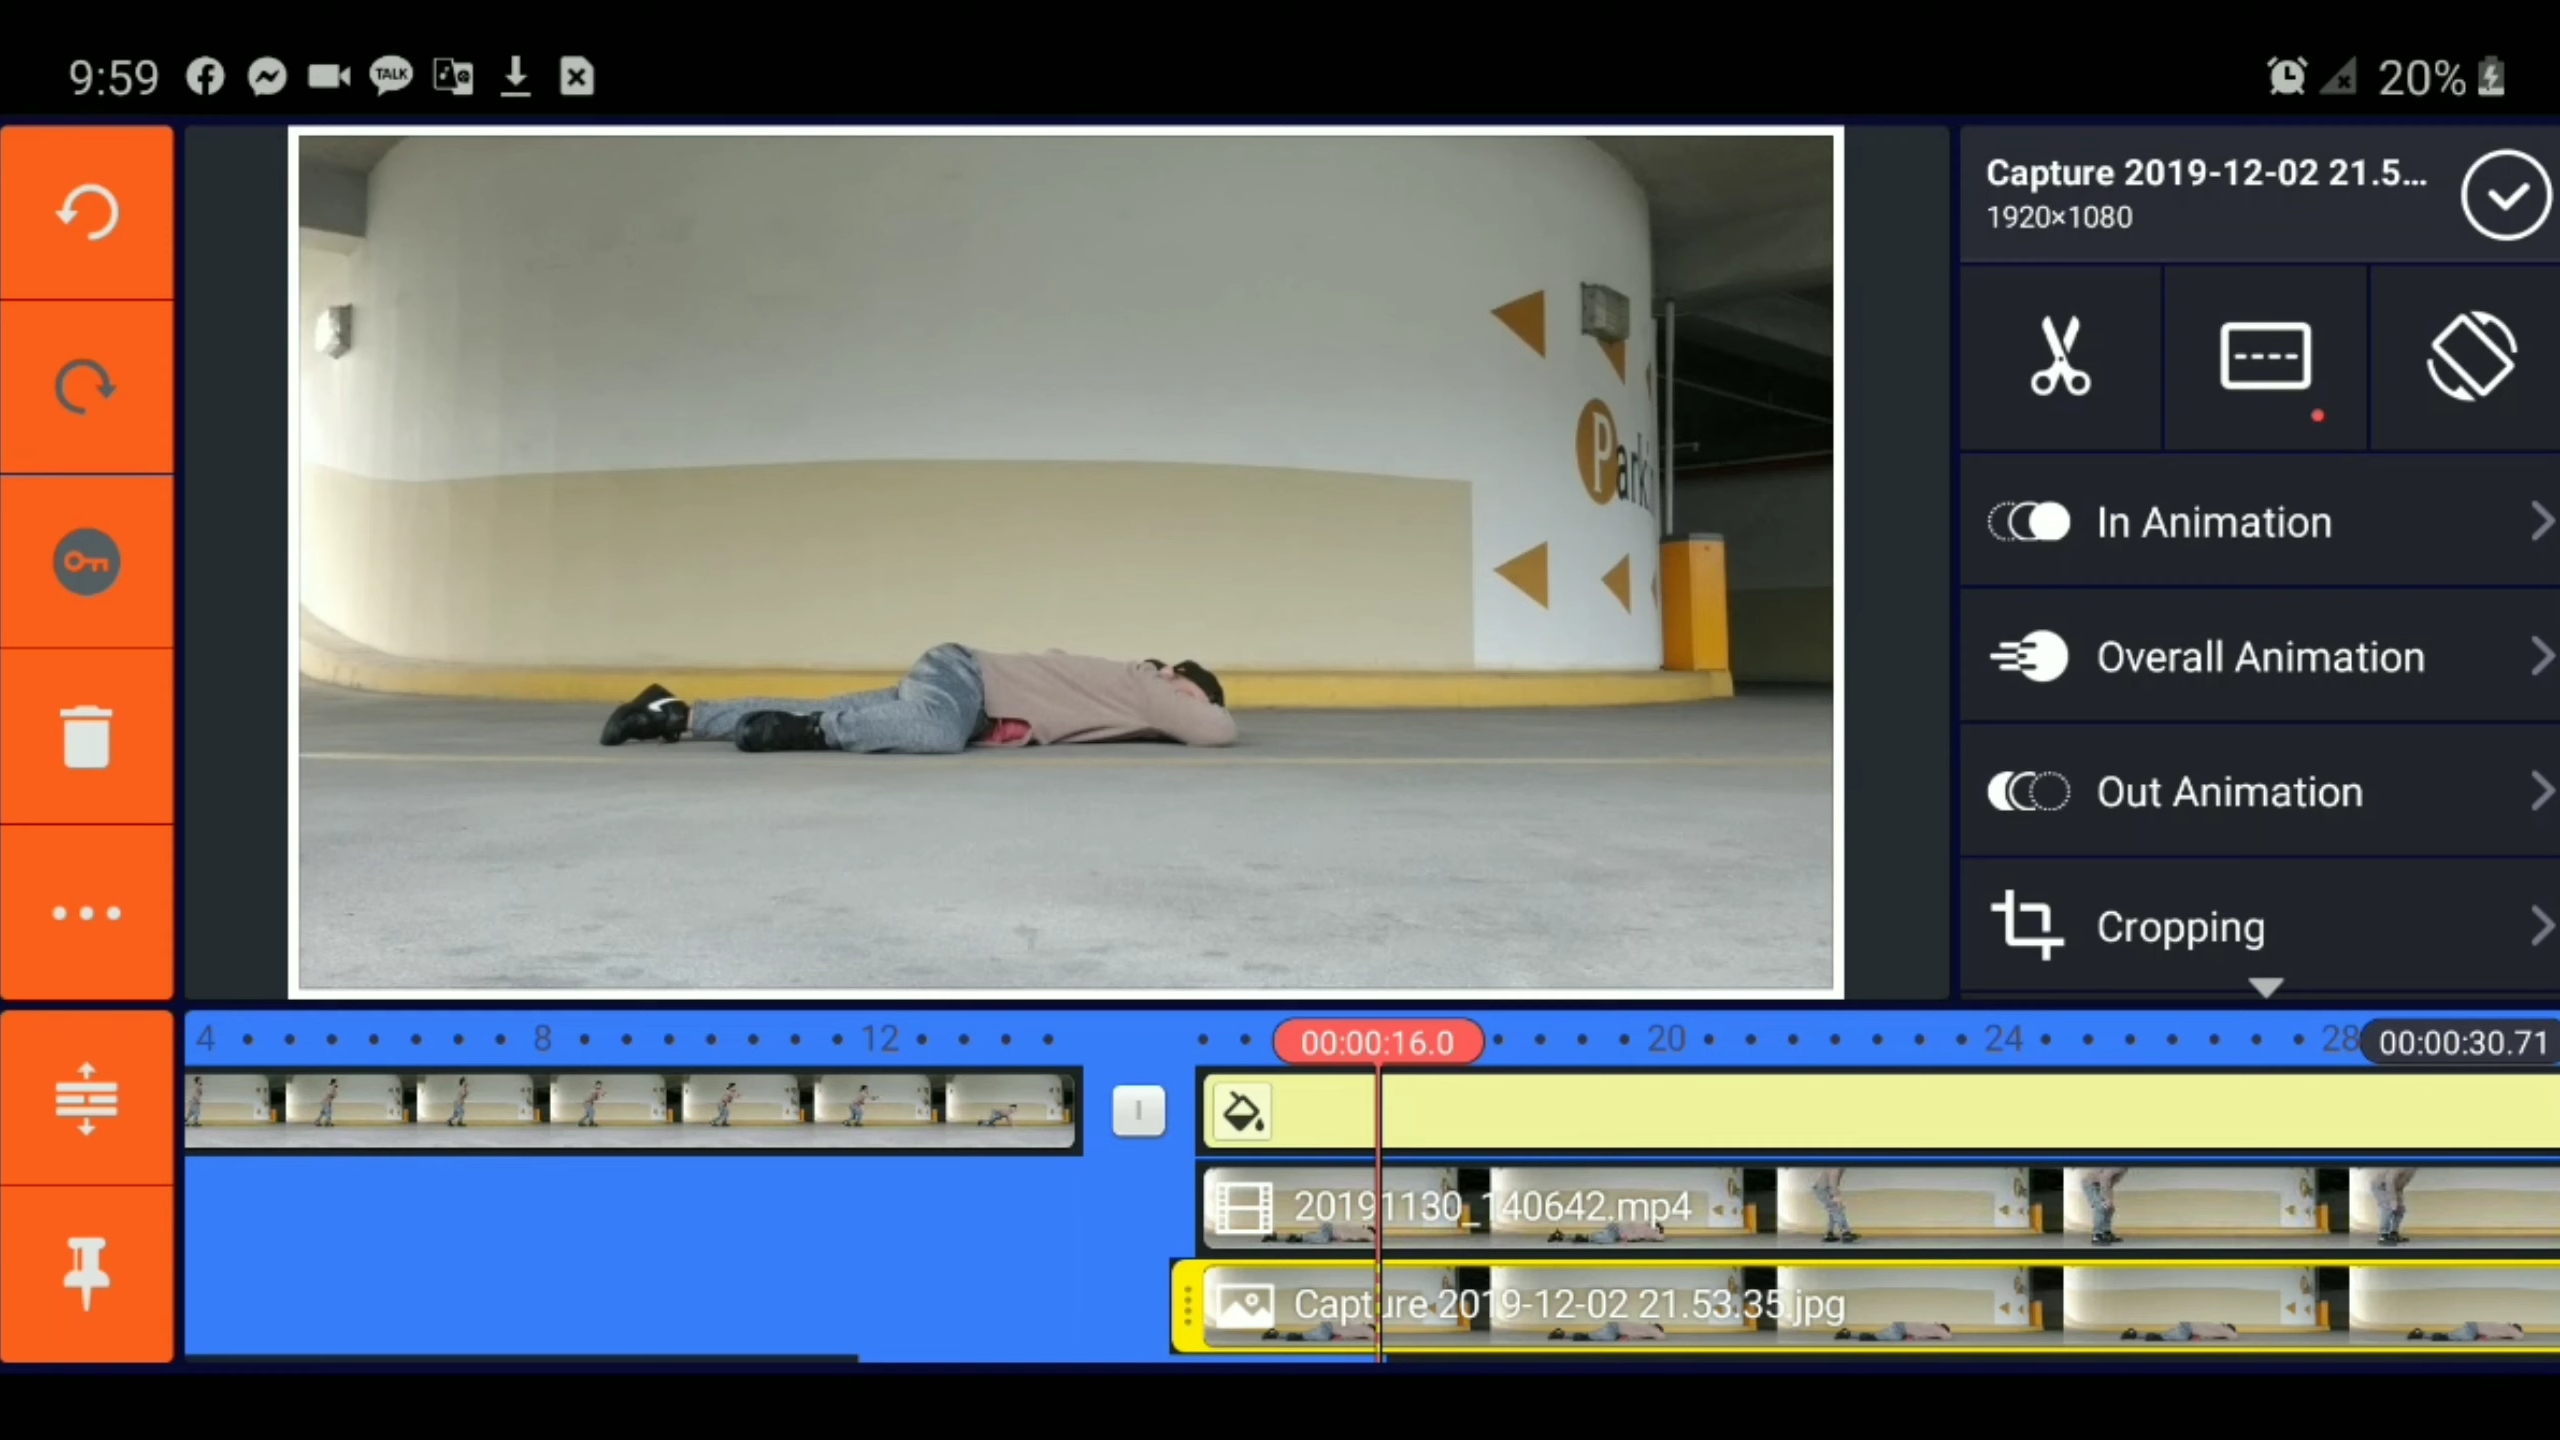 9:59 TALK 20%
Capture 2019-12-02 21.5...
1920×1080
In Animation
Overall Animation
Out Animation
Cropping
P
4 8 12 00:00:16.0 20 24 28 00:00:30.71
20191130_140642.mp4
Capture 2019-12-02 21.53.35.jpg